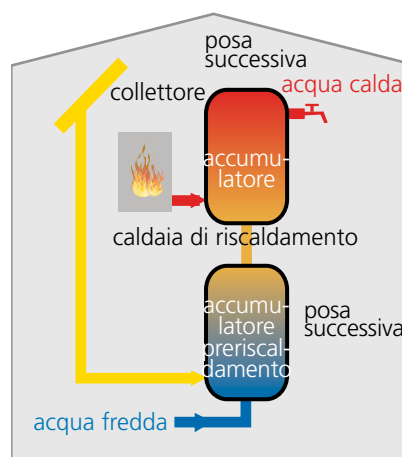 posa
successiva
acqua calda
collettore
accumu-
latore
caldaia di riscaldamento
accumu-
latore
preriscal-
damento
posa
successiva
acqua fredda